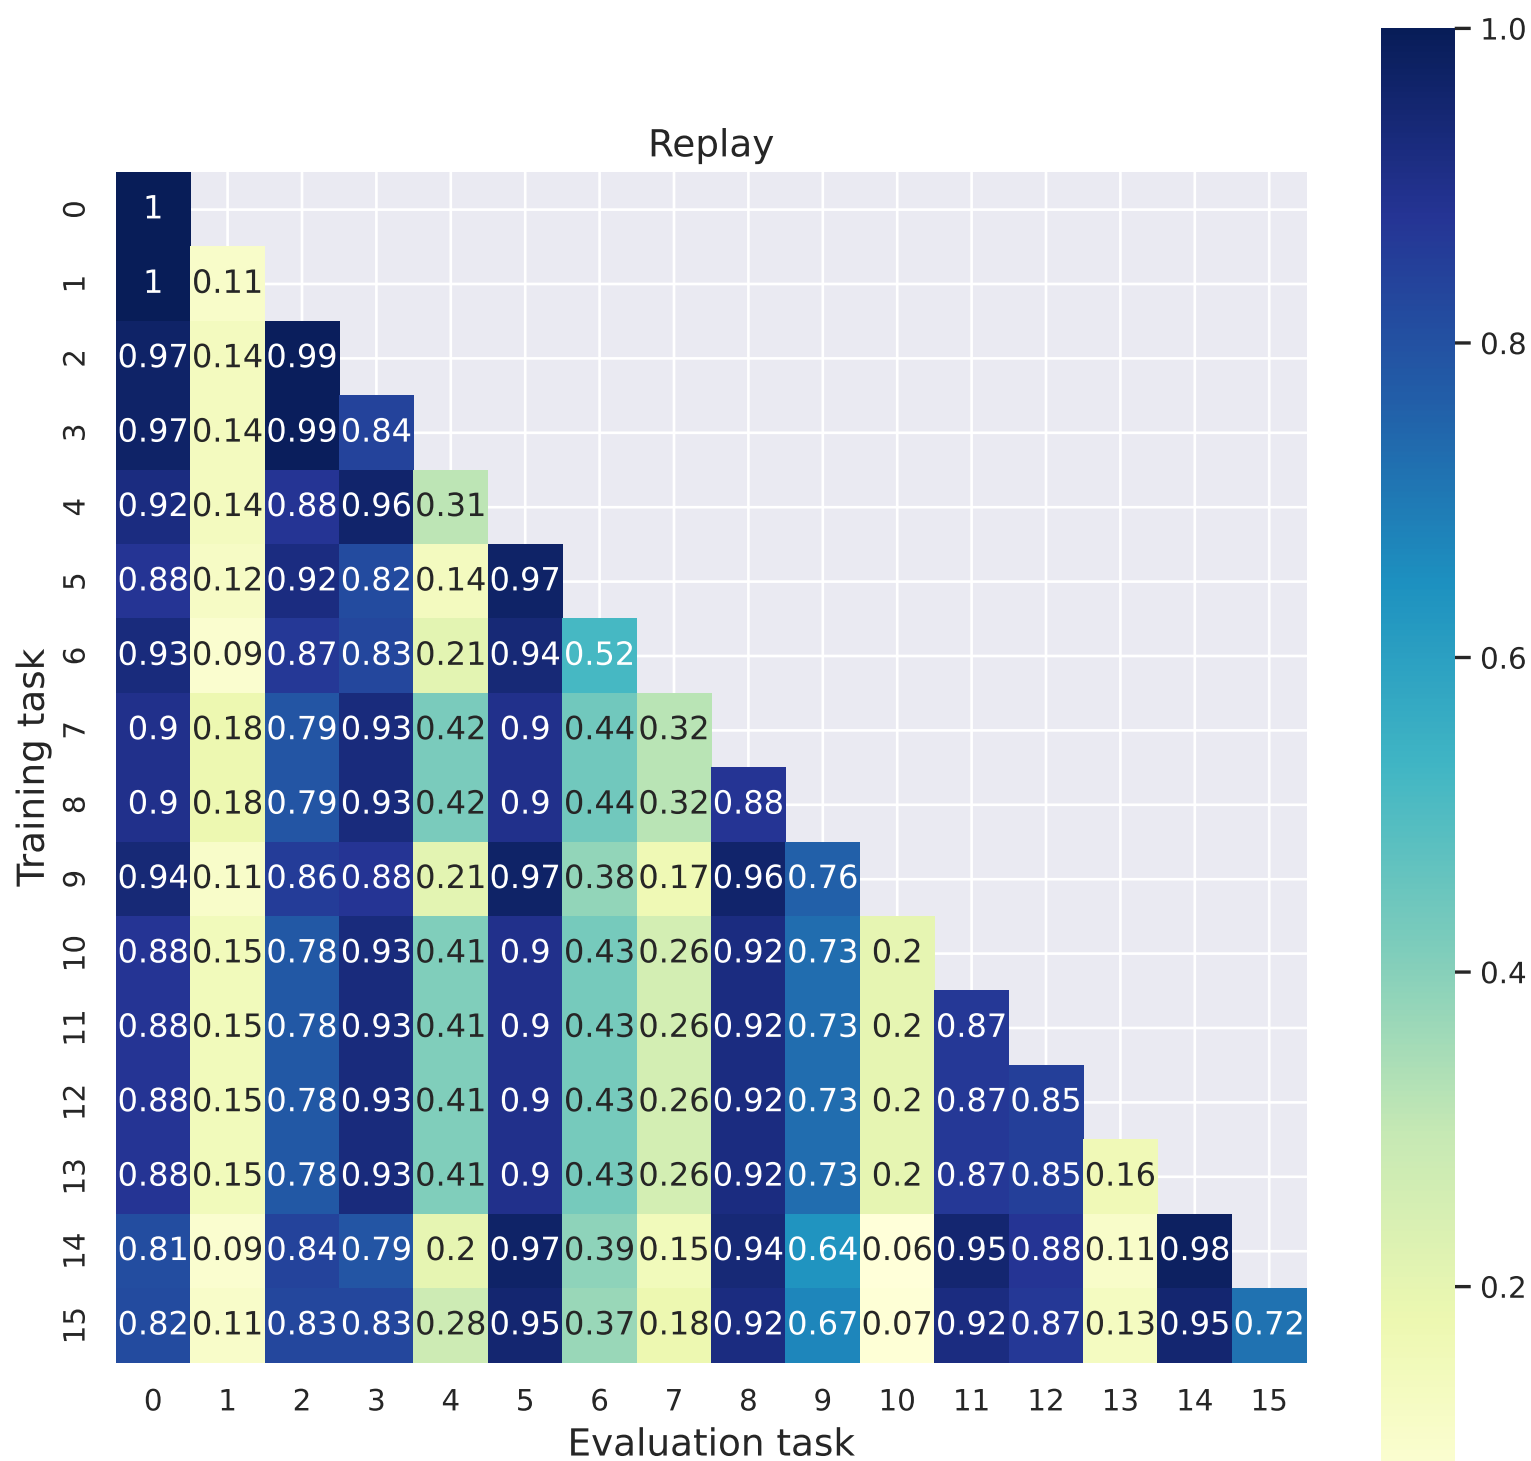 Replay
0 1
1 1 0.11
2 0.97 0.14 0.99
3 0.97 0.14 0.99 0.84
4 0.92 0.14 0.88 0.96 0.31
5 0.88 0.12 0.92 0.82 0.14 0.97
6 0.93 0.09 0.87 0.83 0.21 0.94 0.52
7 0.9 0.18 0.79 0.93 0.42 0.9 0.44 0.32
8 0.9 0.18 0.79 0.93 0.42 0.9 0.44 0.32 0.88
9 0.94 0.11 0.86 0.88 0.21 0.97 0.38 0.17 0.96 0.76
10 0.88 0.15 0.78 0.93 0.41 0.9 0.43 0.26 0.92 0.73 0.2
11 0.88 0.15 0.78 0.93 0.41 0.9 0.43 0.26 0.92 0.73 0.2 0.87
12 0.88 0.15 0.78 0.93 0.41 0.9 0.43 0.26 0.92 0.73 0.2 0.87 0.85
13 0.88 0.15 0.78 0.93 0.41 0.9 0.43 0.26 0.92 0.73 0.2 0.87 0.85 0.16
14 0.81 0.09 0.84 0.79 0.2 0.97 0.39 0.15 0.94 0.64 0.06 0.95 0.88 0.11 0.98
15 0.82 0.11 0.83 0.83 0.28 0.95 0.37 0.18 0.92 0.67 0.07 0.92 0.87 0.13 0.95 0.72
0 1 2 3 4 5 6 7 8 9 10 11 12 13 14 15
Evaluation task
Training task
1.0
0.8
0.6
0.4
0.2